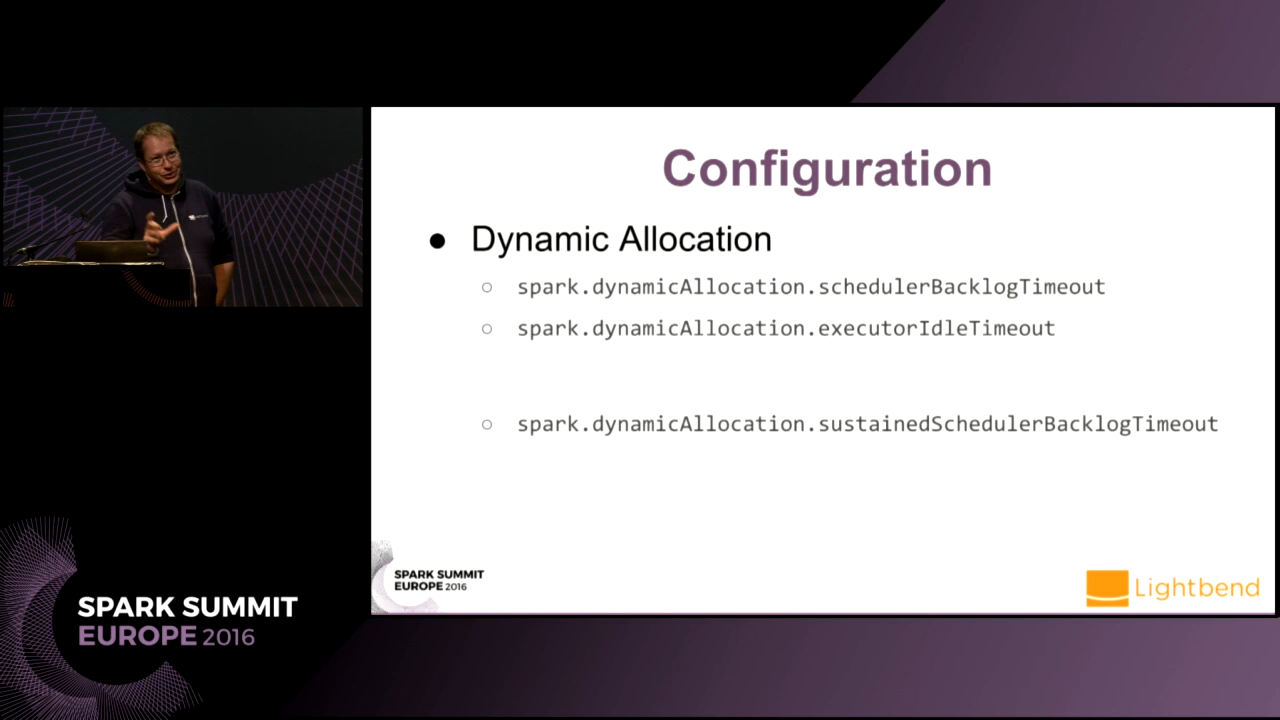 Configuration
● Dynamic Allocation
○ spark.dynamicAllocation.schedulerBacklogTimeout
○ spark.dynamicAllocation.executorIdleTimeout
○ spark.dynamicAllocation.sustainedSchedulerBacklogTimeout
SPARK SUMMIT
EUROPE 2016
Lightbend
SPARK SUMMIT
EUROPE 2016